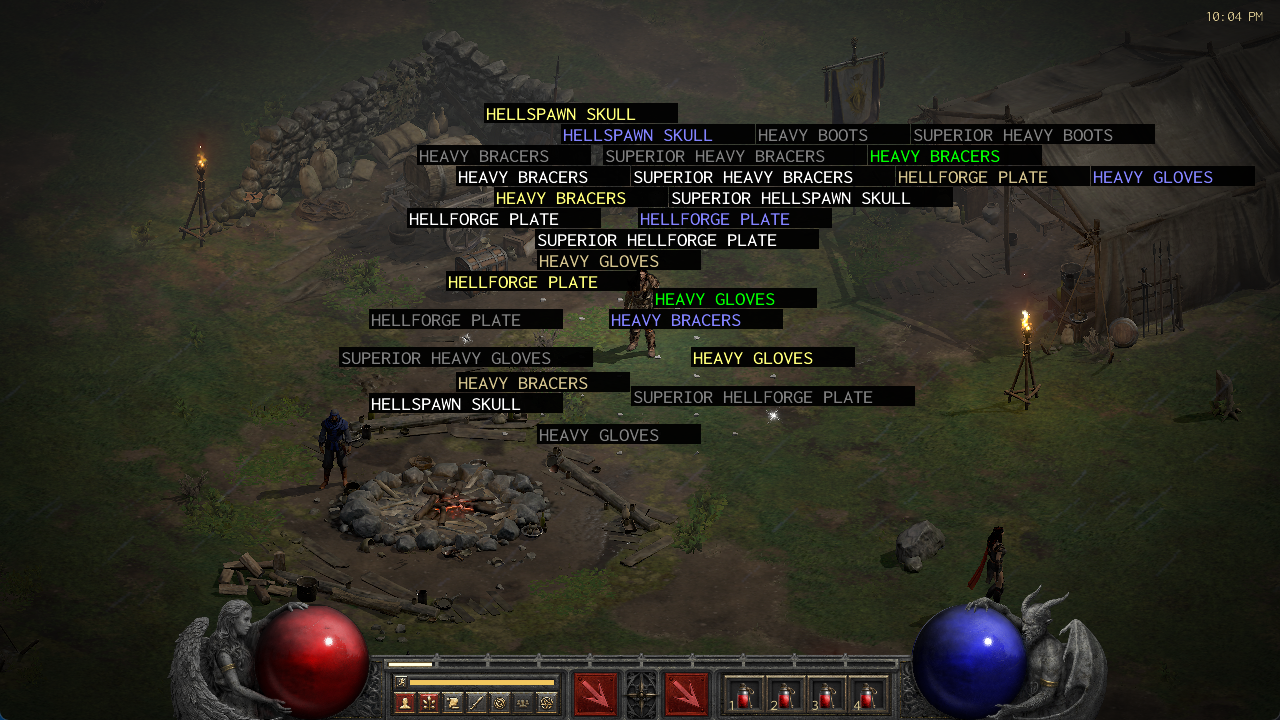 10:04 PM
HELLSPAWN SKULL
HELLSPAWN SKULL HEAVY BOOTS SUPERIOR HEAVY BOOTS
HEAVY BRACERS SUPERIOR HEAVY BRACERS HEAVY BRACERS
HEAVY BRACERS SUPERIOR HEAVY BRACERS HELLFORGE PLATE HEAVY GLOVES
HEAVY BRACERS SUPERIOR HELLSPAWN SKULL
HELLFORGE PLATE HELLFORGE PLATE
SUPERIOR HELLFORGE PLATE
HEAVY GLOVES
HELLFORGE PLATE
HEAVY GLOVES
HELLFORGE PLATE HEAVY BRACERS
SUPERIOR HEAVY GLOVES HEAVY GLOVES
HEAVY BRACERS
SUPERIOR HELLFORGE PLATE
HELLSPAWN SKULL
HEAVY GLOVES
1 2 3 4